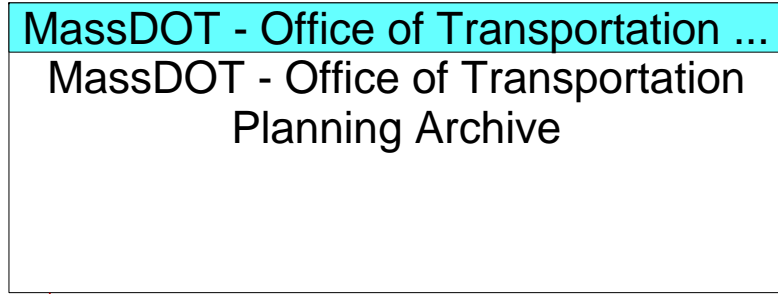 MassDOT - Office of Transportation ...
MassDOT - Office of Transportation
Planning Archive